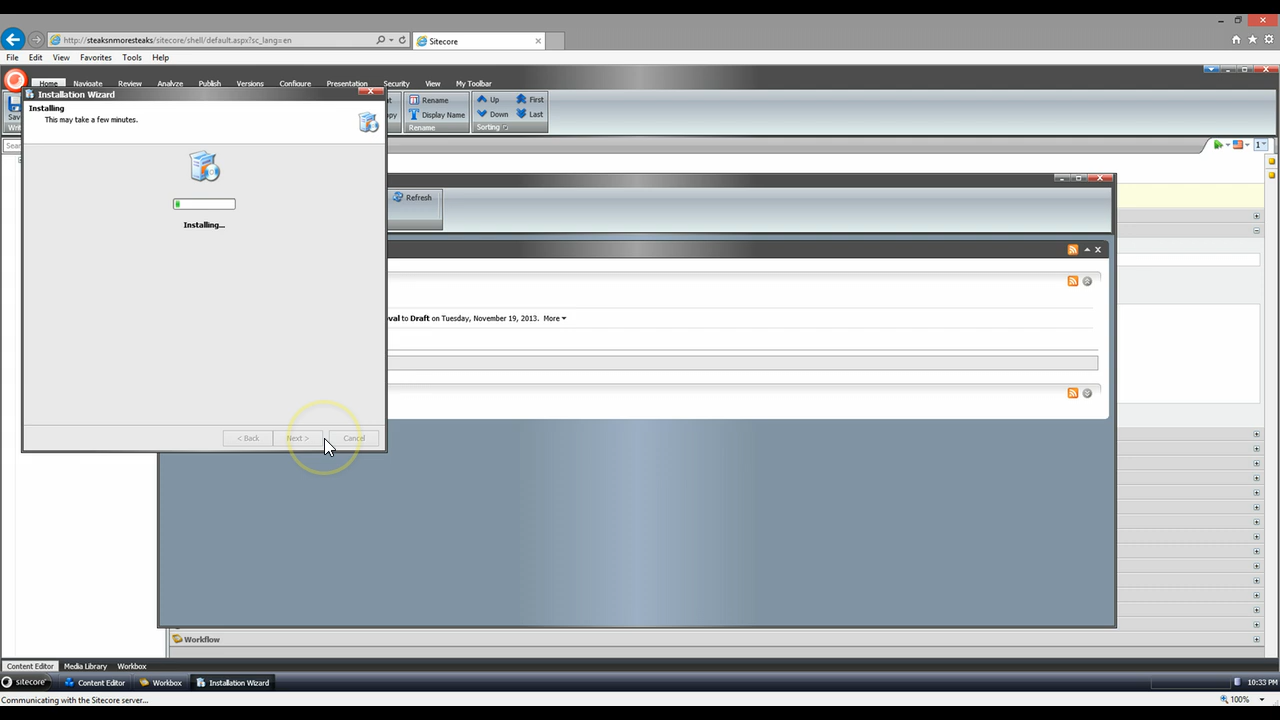 http://steaksnmoresteaks/sitecore/shell/default.aspx?sc_lang=en
Sitecore
File Edit View Favorites Tools Help
Home Navigate Review Analyze Publish Versions Configure Presentation Security View My Toolbar
Installation Wizard
Rename Up First
Display Name Down Last
Rename Sorting
Installing
This may take a few minutes.
1
Refresh
Installing...
to Draft on Tuesday, November 19, 2013. More
< Back Next > Cancel
Workflow
Content Editor Media Library Workbox
sitecore Content Editor Workbox Installation Wizard 10:33 PM
Communicating with the Sitecore server... 100%